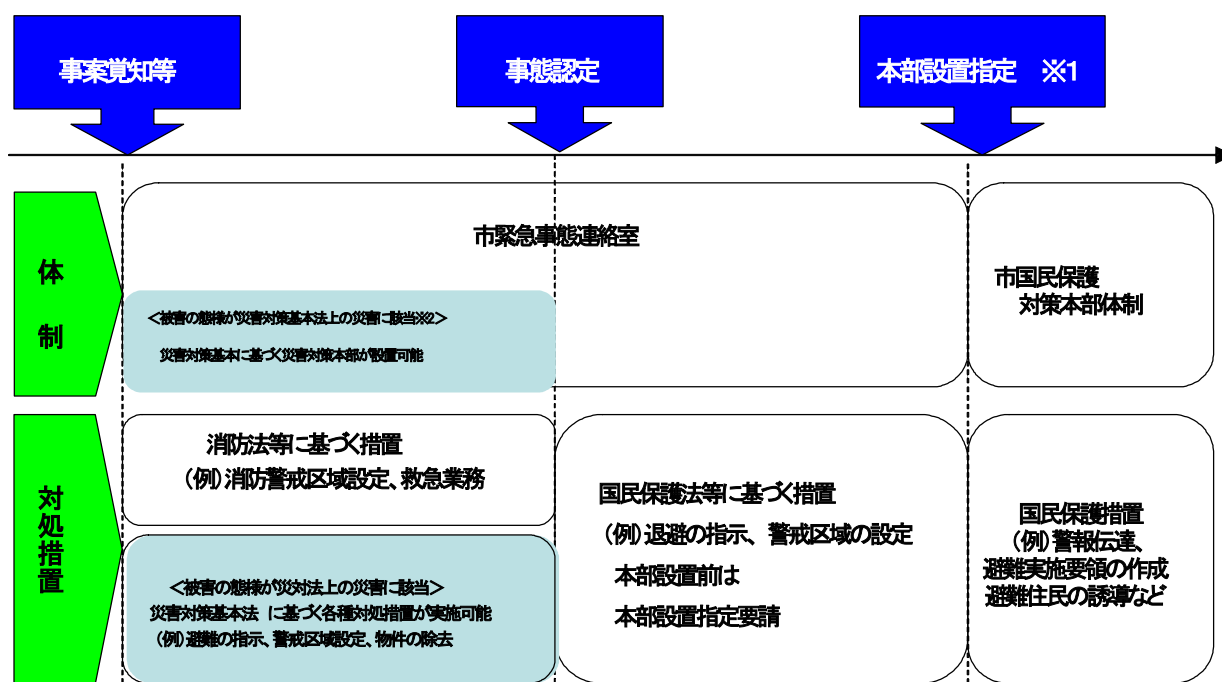 事案覚知等
事態認定
本部設置指定　※1
体
制
市緊急事態連絡室
<被害の態様が災害対策基本法上の災害に該当※2>
災害対策基本に基づく災害対策本部が設置可能
市国民保護
対策本部体制
対処措置
消防法等に基づく措置
(例)消防警戒区域設定、救急業務
<被害の態様が災対法上の災害に該当>
災害対策基本法　に基づく各種対処措置が実施可能
(例)避難の指示、警戒区域設定、物件の除去
国民保護法等に基づく措置
(例)退避の指示、警戒区域の設定
本部設置前は
本部設置指定要請
国民保護措置
(例)警報伝達、
避難実施要領の作成
避難住民の誘導など